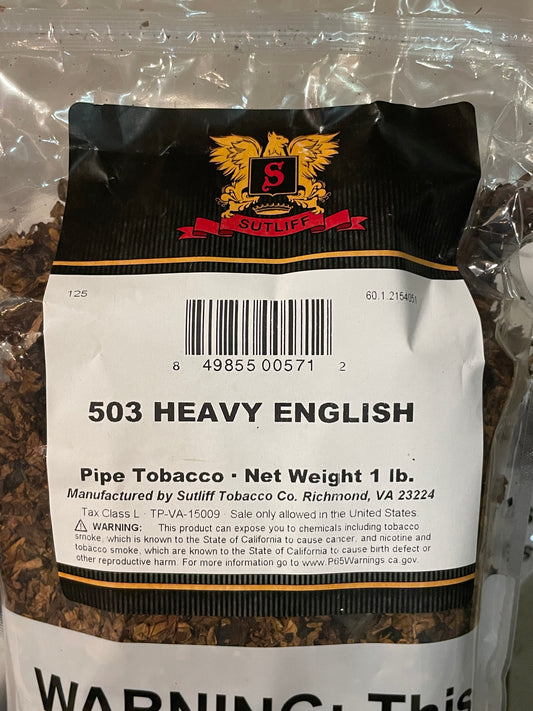 S
SUTLIFF
125
60.1.2154051
8 49855 00571 2
503 HEAVY ENGLISH
Pipe Tobacco · Net Weight 1 lb.
Manufactured by Sutliff Tobacco Co. Richmond, VA 23224
Tax Class L · TP-VA-15009 · Sale only allowed in the United States.
⚠ WARNING: This product can expose you to chemicals including tobacco
smoke, which is known to the State of California to cause cancer, and nicotine and
tobacco smoke, which are known to the State of California to cause birth defect or
other reproductive harm. For more information go to www.P65Warnings.ca.gov.
WARNING: This